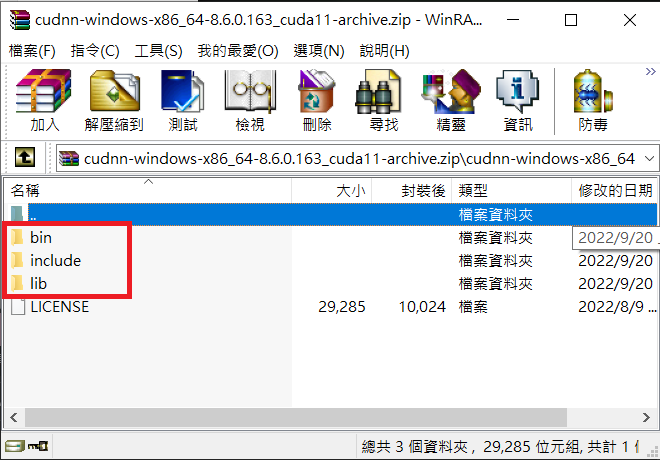 cudnn-windows-x86_64-8.6.0.163_cuda11-archive.zip - WinRA...
檔案(F) 指令(C) 工具(S) 我的最愛(O) 選項(N) 說明(H)
加入 解壓縮到 測試 檢視 刪除 尋找 精靈 資訊 防毒 »
cudnn-windows-x86_64-8.6.0.163_cuda11-archive.zip\cudnn-windows-x86_64
名稱 大小 封裝後 類型 修改的日期
.. 檔案資料夾
bin 檔案資料夾 2022/9/20
include 檔案資料夾 2022/9/20
lib 檔案資料夾 2022/9/20
LICENSE 29,285 10,024 檔案 2022/8/9 ...
總共 3 個資料夾 , 29,285 位元組, 共計 1